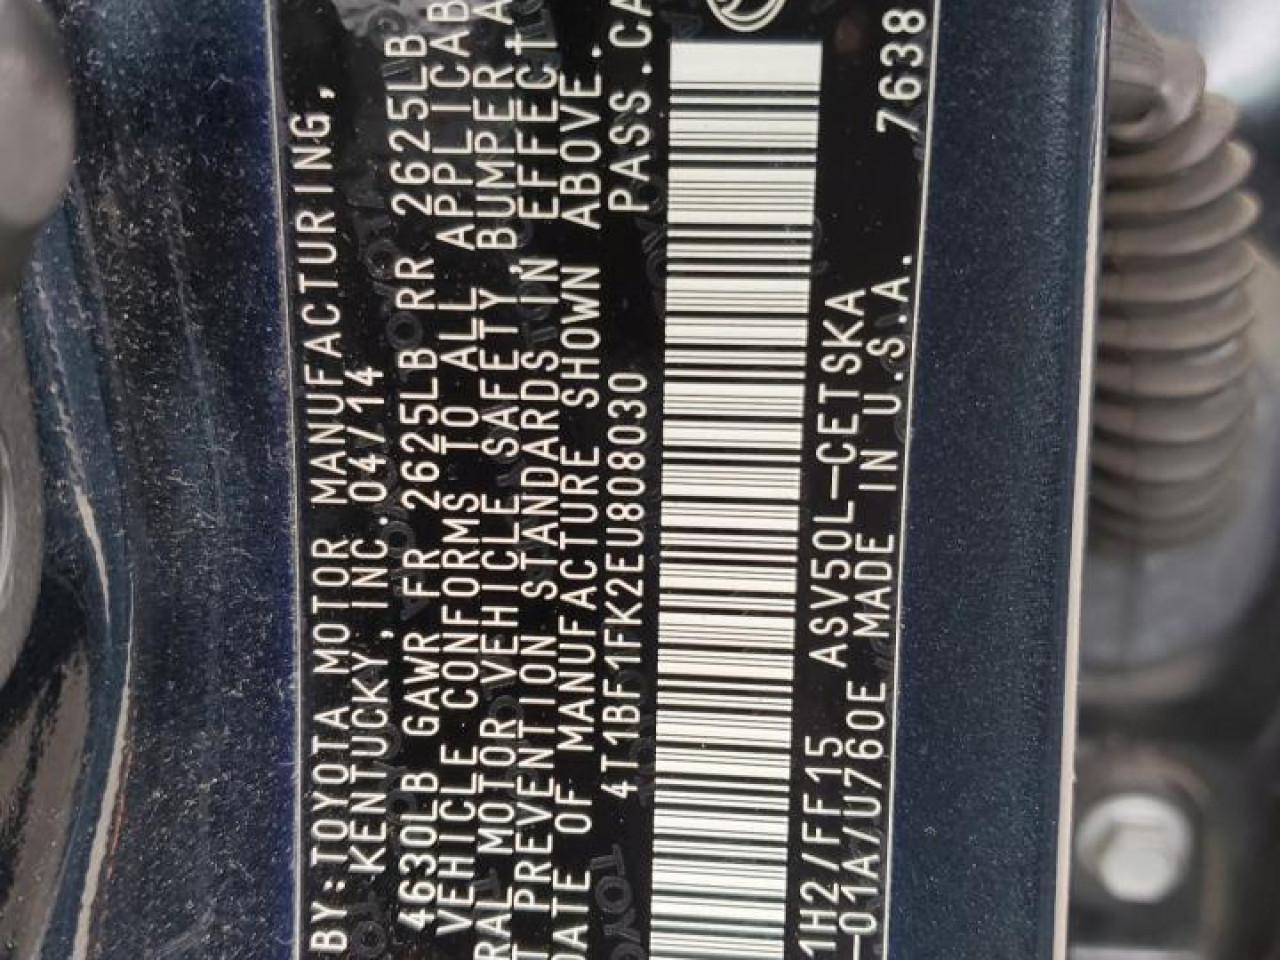 BY: TOYOTA MOTOR MANUFACTURING,
KENTUCKY, INC. 04/14
4630LB GAWR FR 2625LB RR 2625LB
VEHICLE CONFORMS TO ALL APPLICAB
RAL MOTOR VEHICLE SAFETY, BUMPER A
T PREVENTION STANDARDS IN EFFECT
DATE OF MANUFACTURE SHOWN ABOVE.
4T1BF1FK2EU808030 PASS.CA
1H2/FF15 ASV50L-CETSKA
-01A/U760E MADE IN U.S.A. 7638